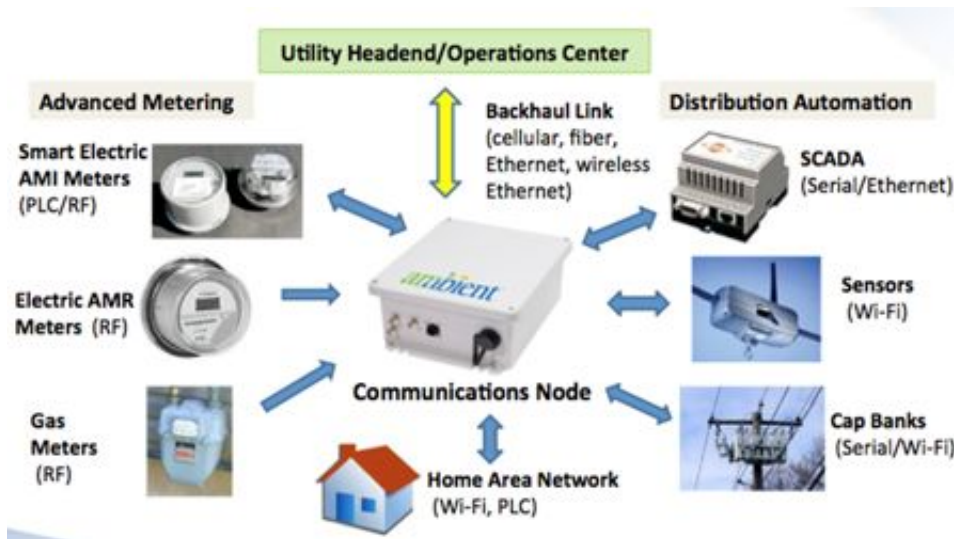 Utility Headend/Operations Center
Advanced Metering
Distribution Automation
Backhaul Link
(cellular, fiber,
Ethernet, wireless
Ethernet)
Smart Electric
AMI Meters
(PLC/RF)
SCADA
(Serial/Ethernet)
ambient
Electric AMR
Meters (RF)
Sensors
(Wi-Fi)
Communications Node
Gas
Meters
(RF)
Cap Banks
(Serial/Wi-Fi)
Home Area Network
(Wi-Fi, PLC)